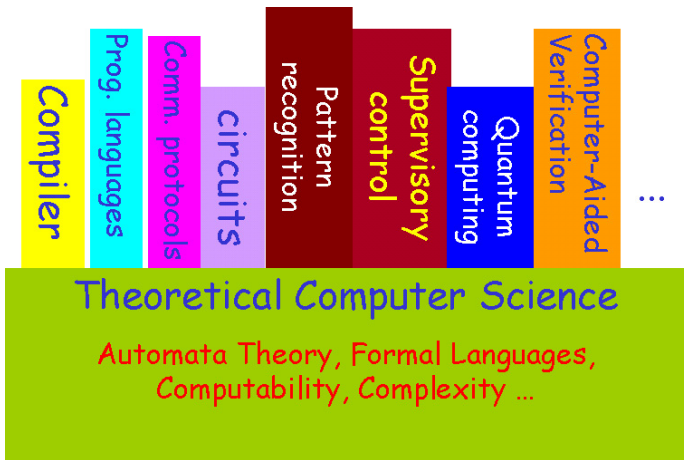 Compiler
Prog. languages
Comm. protocols
circuits
Pattern
recognition
Supervisory
control
Quantum
computing
Computer-Aided
Verification
...
Theoretical Computer Science
Automata Theory, Formal Languages,
Computability, Complexity ...